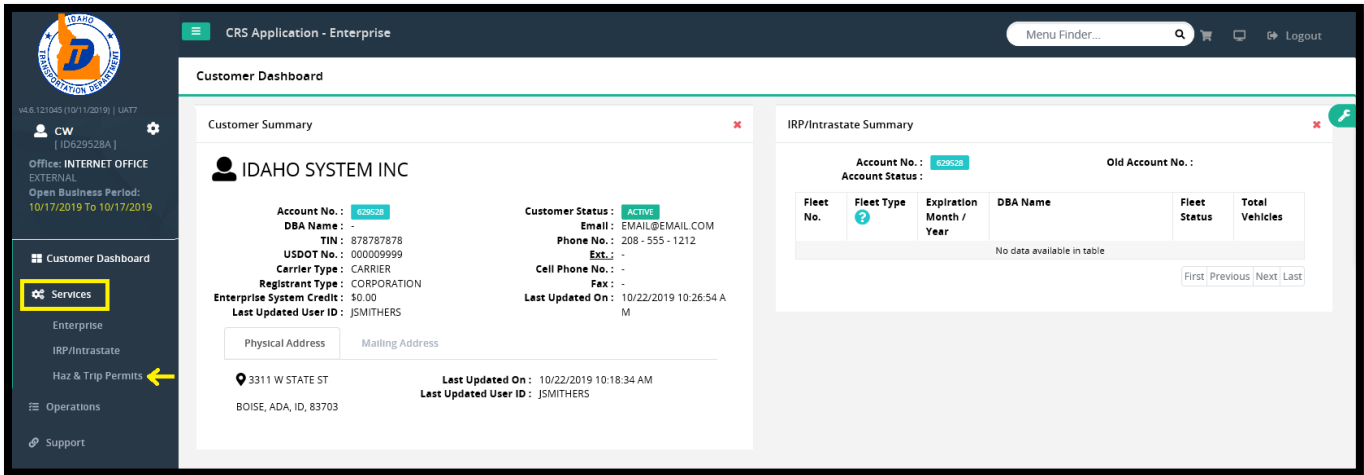 IDAHO
TRANSPORTATION DEPARTMENT
CRS Application - Enterprise
Menu Finder...
Logout
Customer Dashboard
v4.6.121045 (10/11/2019) | UAT7
CW
[ ID629528A ]
Office: INTERNET OFFICE
EXTERNAL
Open Business Period:
10/17/2019 To 10/17/2019
Customer Dashboard
Services
Enterprise
IRP/Intrastate
Haz & Trip Permits
Operations
Support
Customer Summary
IDAHO SYSTEM INC
Account No. : 629528
DBA Name : -
TIN : 878787878
USDOT No. : 000009999
Carrier Type : CARRIER
Registrant Type : CORPORATION
Enterprise System Credit : $0.00
Last Updated User ID : JSMITHERS
Customer Status : ACTIVE
Email : EMAIL@EMAIL.COM
Phone No. : 208 - 555 - 1212
Ext. : -
Cell Phone No. : -
Fax : -
Last Updated On : 10/22/2019 10:26:54 A
M
Physical Address Mailing Address
3311 W STATE ST
BOISE, ADA, ID, 83703
Last Updated On : 10/22/2019 10:18:34 AM
Last Updated User ID : JSMITHERS
IRP/Intrastate Summary
Account No. : 629528
Account Status :
Old Account No. :
Fleet No. Fleet Type ? Expiration Month / Year DBA Name Fleet Status Total Vehicles
No data available in table
First Previous Next Last